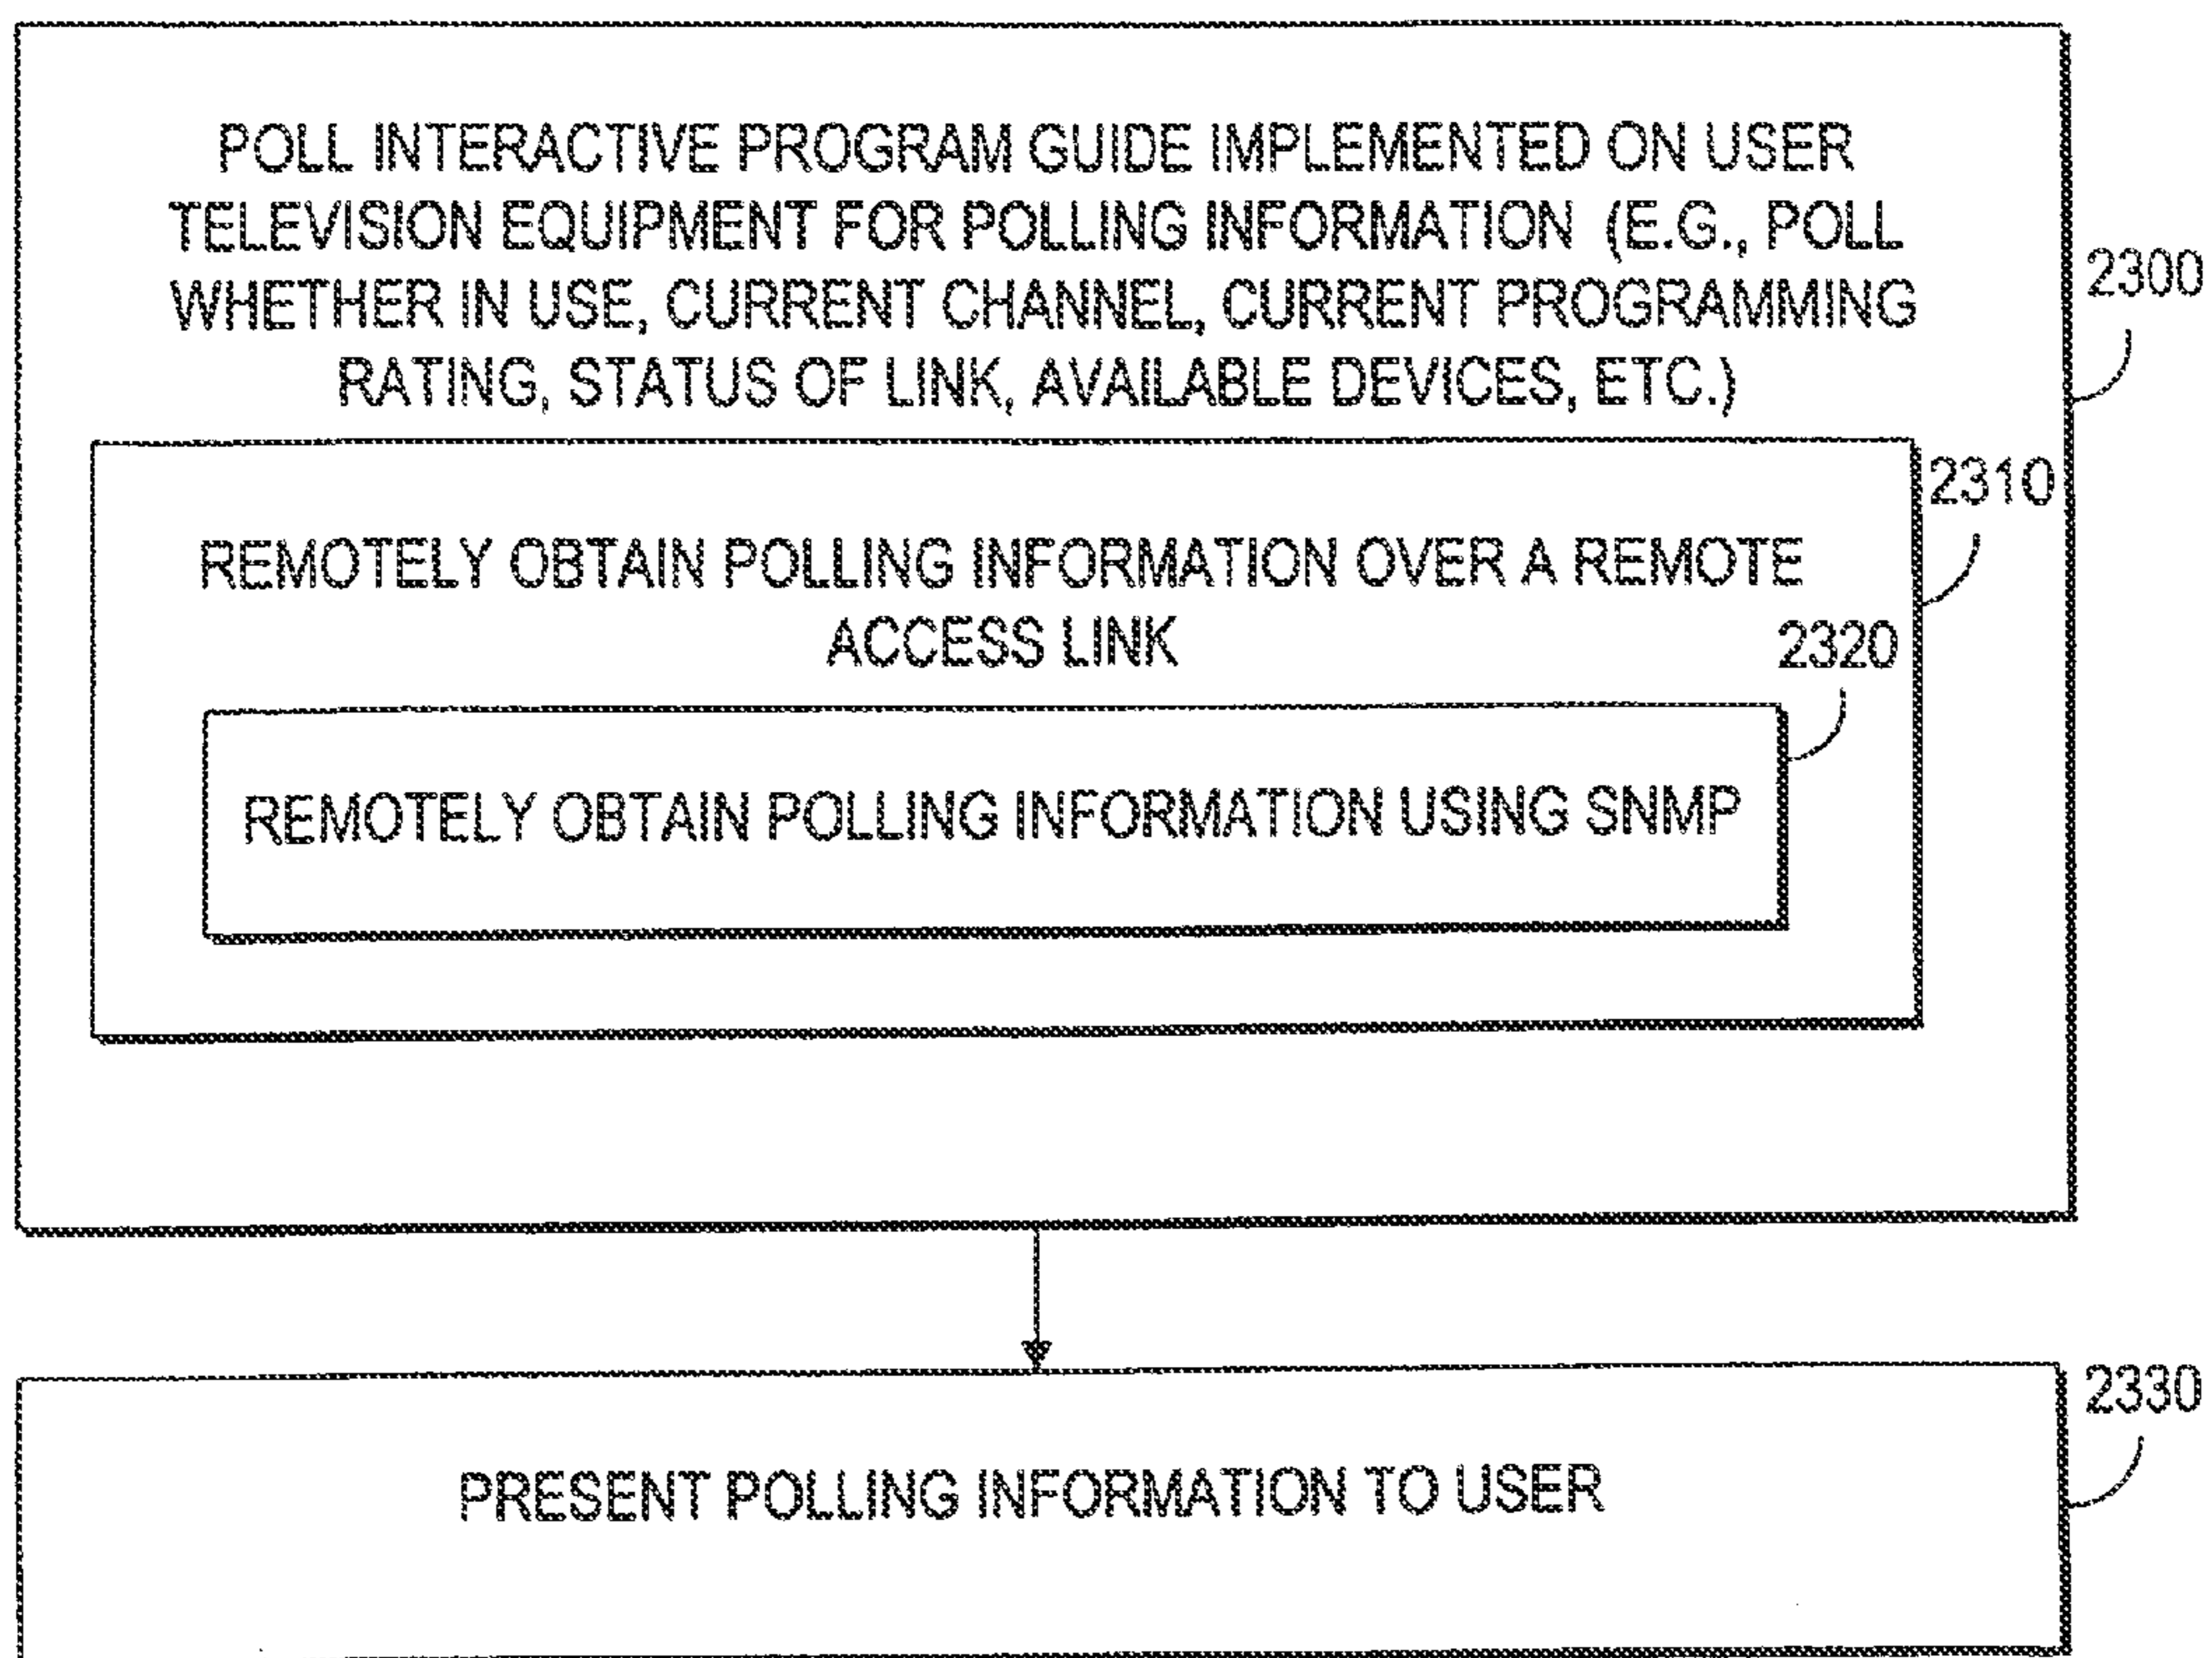 POLL INTERACTIVE PROGRAM GUIDE IMPLEMENTED ON USER
TELEVISION EQUIPMENT FOR POLLING INFORMATION (E.G., POLL
WHETHER IN USE, CURRENT CHANNEL, CURRENT PROGRAMMING
RATING, STATUS OF LINK, AVAILABLE DEVICES, ETC.)
2300
2310
REMOTELY OBTAIN POLLING INFORMATION OVER A REMOTE
ACCESS LINK
2320
REMOTELY OBTAIN POLLING INFORMATION USING SNMP
2330
PRESENT POLLING INFORMATION TO USER